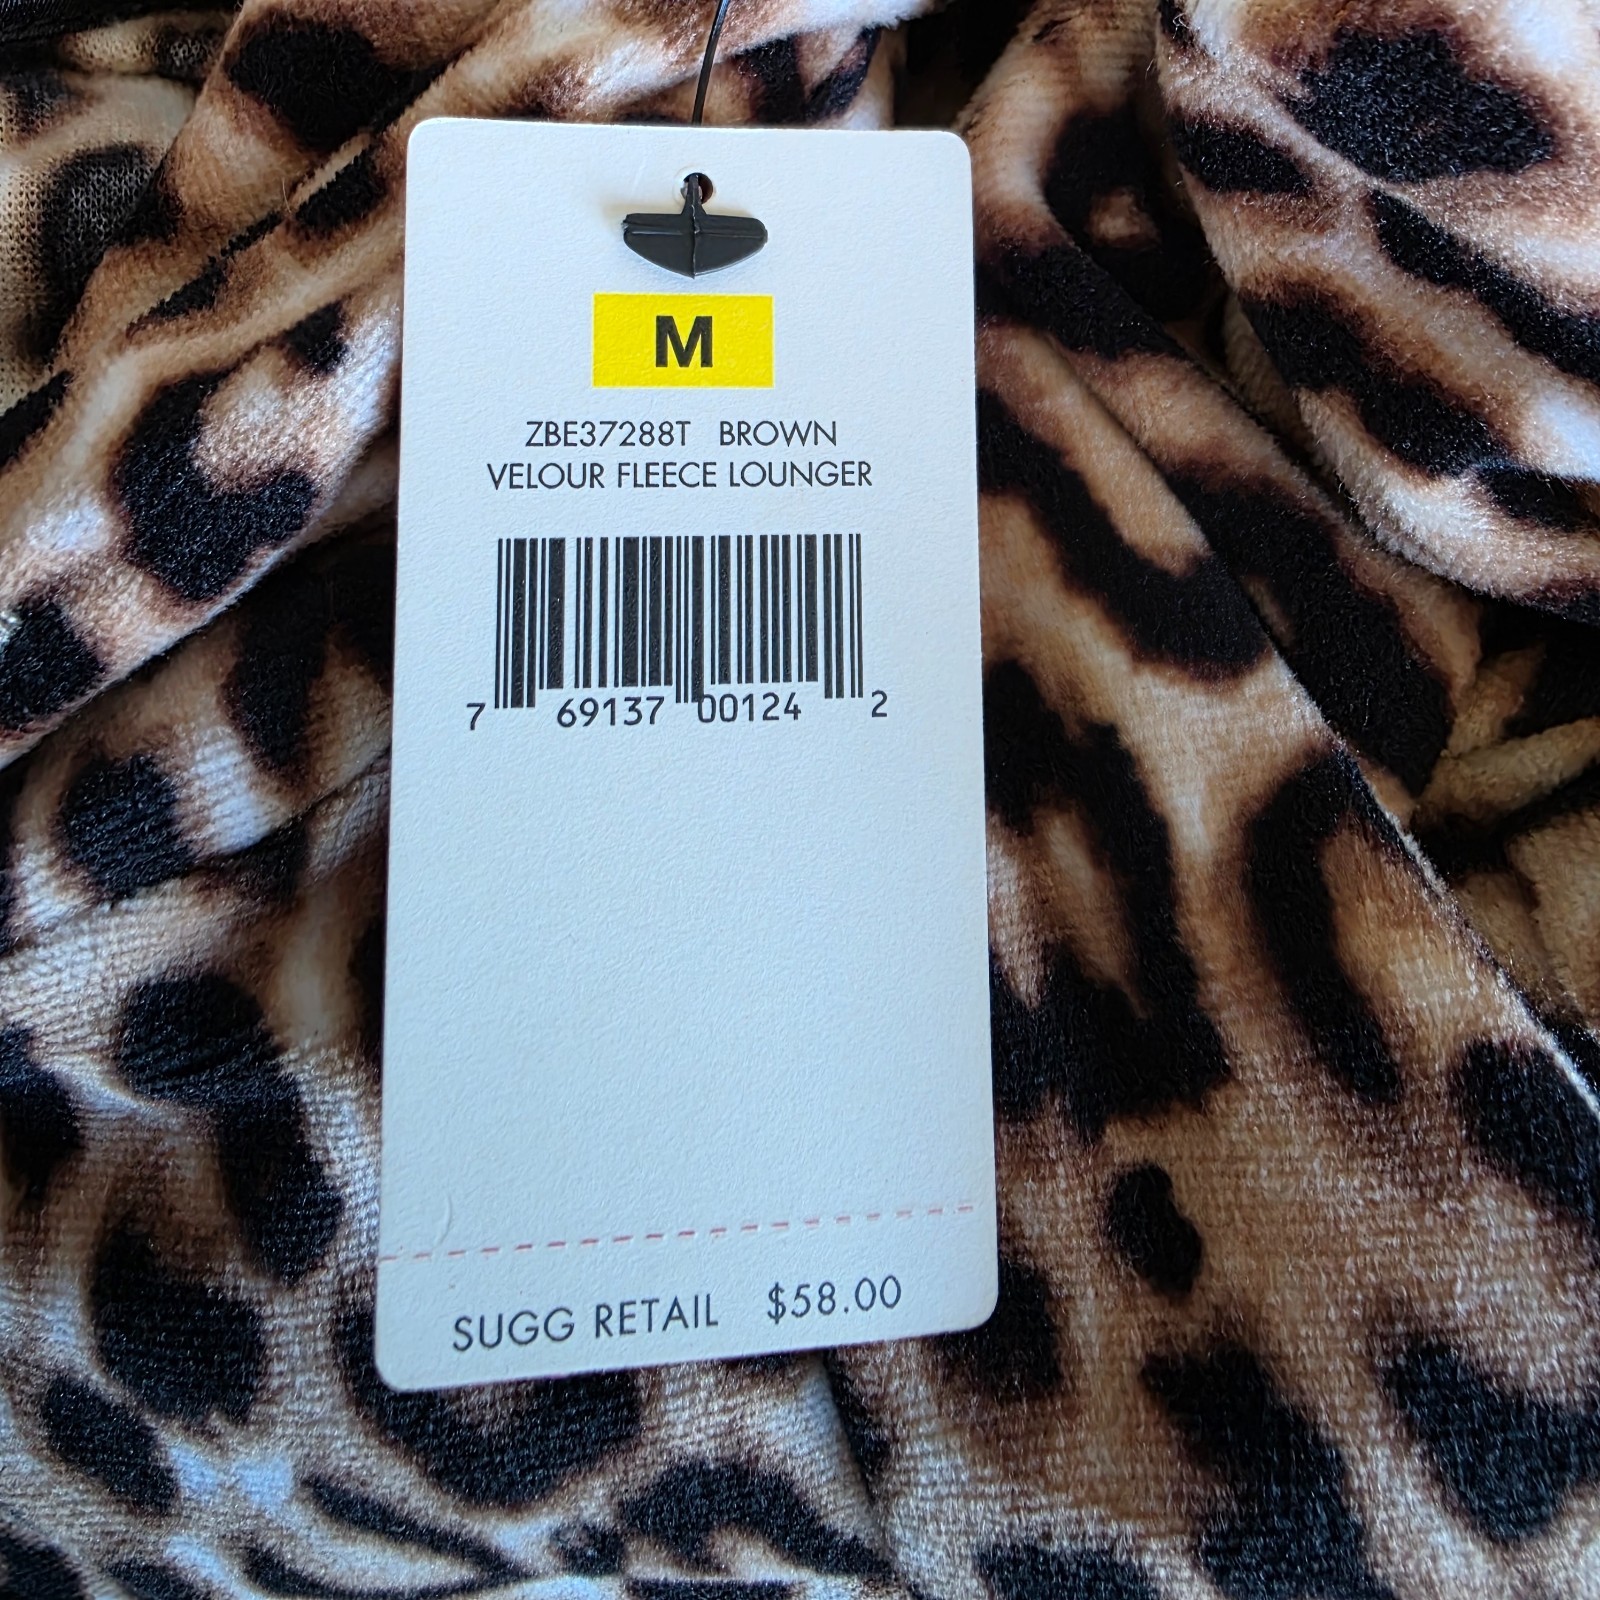 M
ZBE37288T BROWN
VELOUR FLEECE LOUNGER
7 69137 00124 2
SUGG RETAIL $58.00